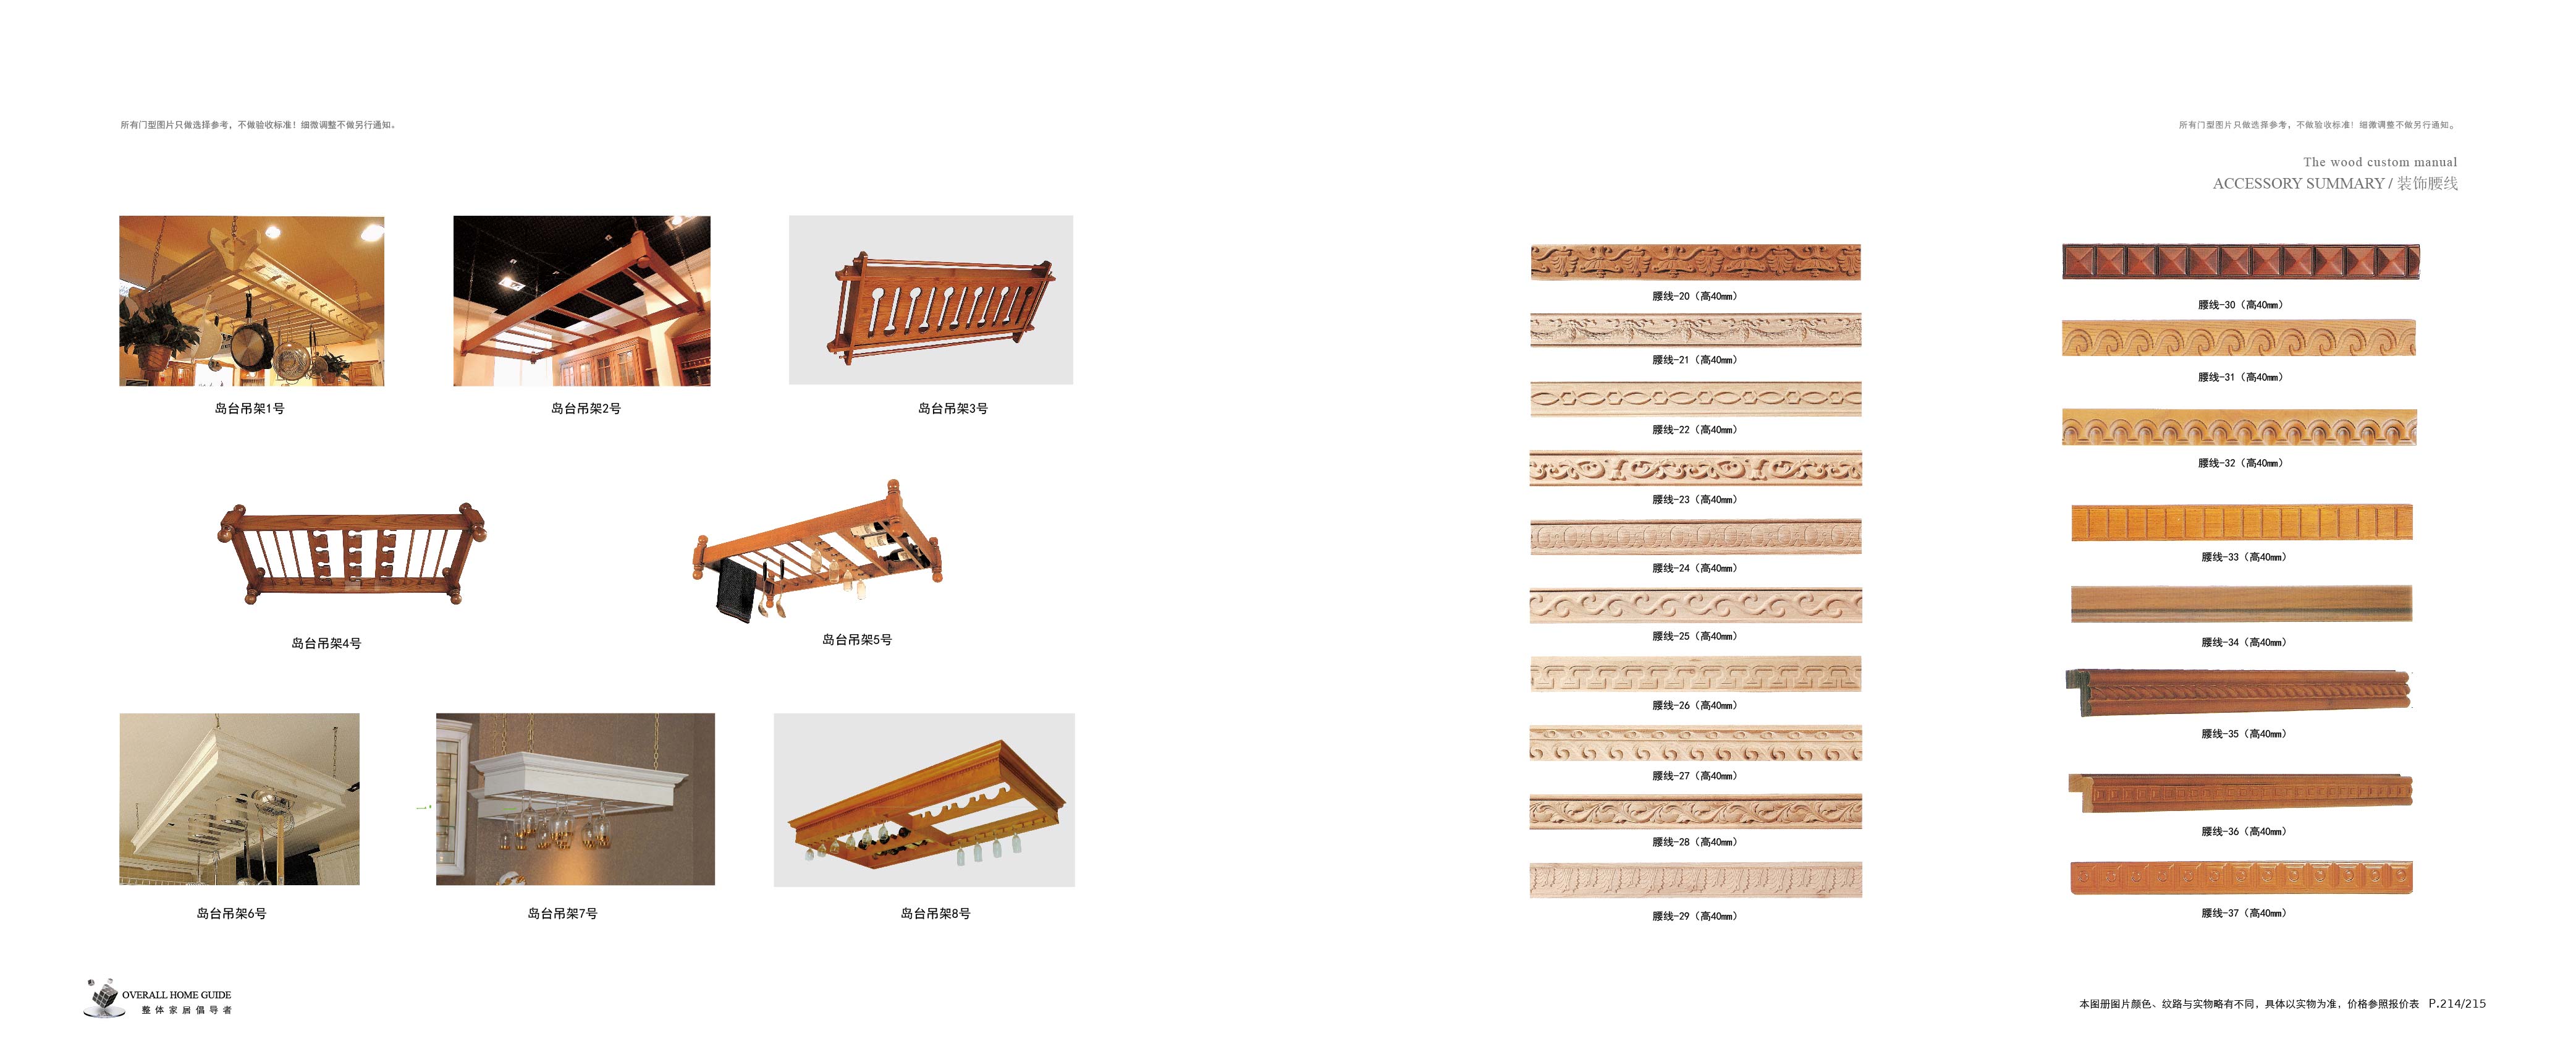 所有门型图片只做选择参考，不做验收标准！细微调整不做另行通知。
岛台吊架1号
岛台吊架2号
岛台吊架3号
岛台吊架4号
岛台吊架5号
岛台吊架6号
岛台吊架7号
岛台吊架8号
OVERALL HOME GUIDE
整体家居倡导者
所有门型图片只做选择参考，不做验收标准！细微调整不做另行通知。
The wood custom manual
ACCESSORY SUMMARY / 装饰腰线
腰线-20（高40mm）
腰线-21（高40mm）
腰线-22（高40mm）
腰线-23（高40mm）
腰线-24（高40mm）
腰线-25（高40mm）
腰线-26（高40mm）
腰线-27（高40mm）
腰线-28（高40mm）
腰线-29（高40mm）
腰线-30（高40mm）
腰线-31（高40mm）
腰线-32（高40mm）
腰线-33（高40mm）
腰线-34（高40mm）
腰线-35（高40mm）
腰线-36（高40mm）
腰线-37（高40mm）
本图册图片颜色、纹路与实物略有不同，具体以实物为准，价格参照报价表 P.214/215